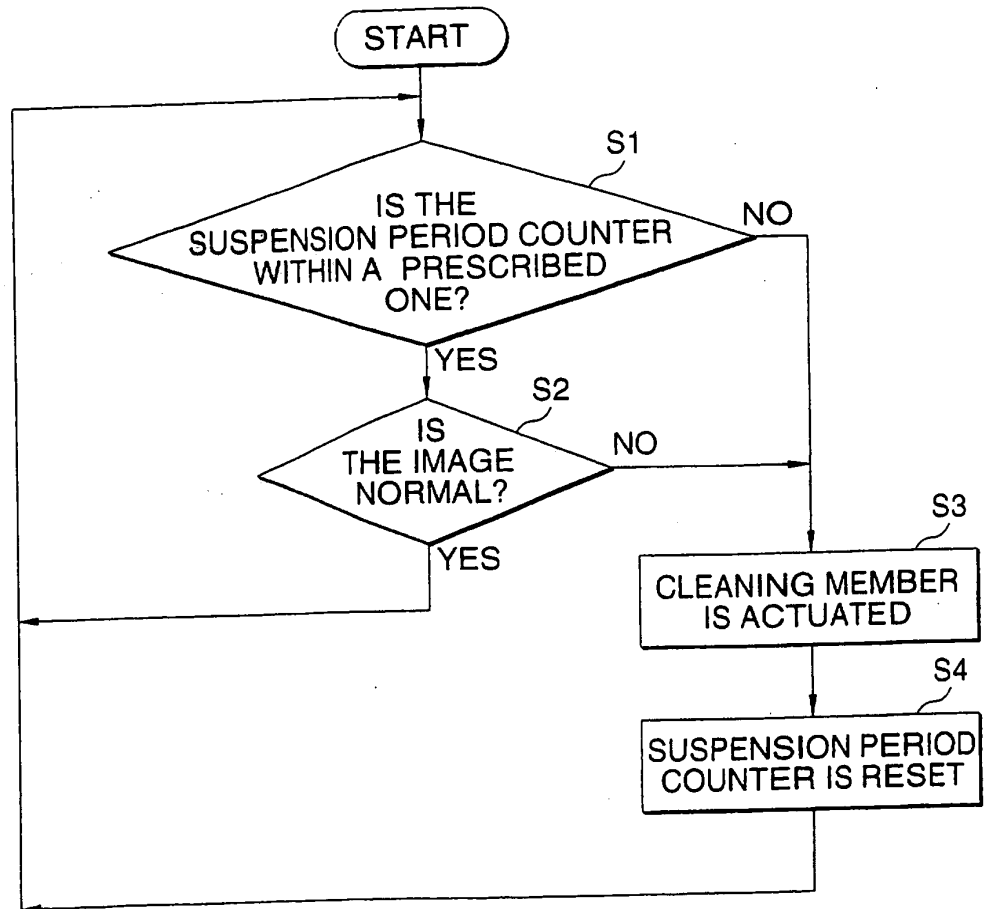 START
S1
IS THE
SUSPENSION PERIOD COUNTER
WITHIN A PRESCRIBED
ONE?
NO
YES
S2
IS
THE IMAGE
NORMAL?
NO
YES
S3
CLEANING MEMBER
IS ACTUATED
S4
SUSPENSION PERIOD
COUNTER IS RESET